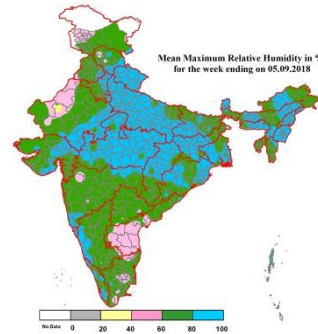 Mean Maximum Relative Humidity in %
for the week ending on 05.09.2018
No Data 0 20 40 60 80 100